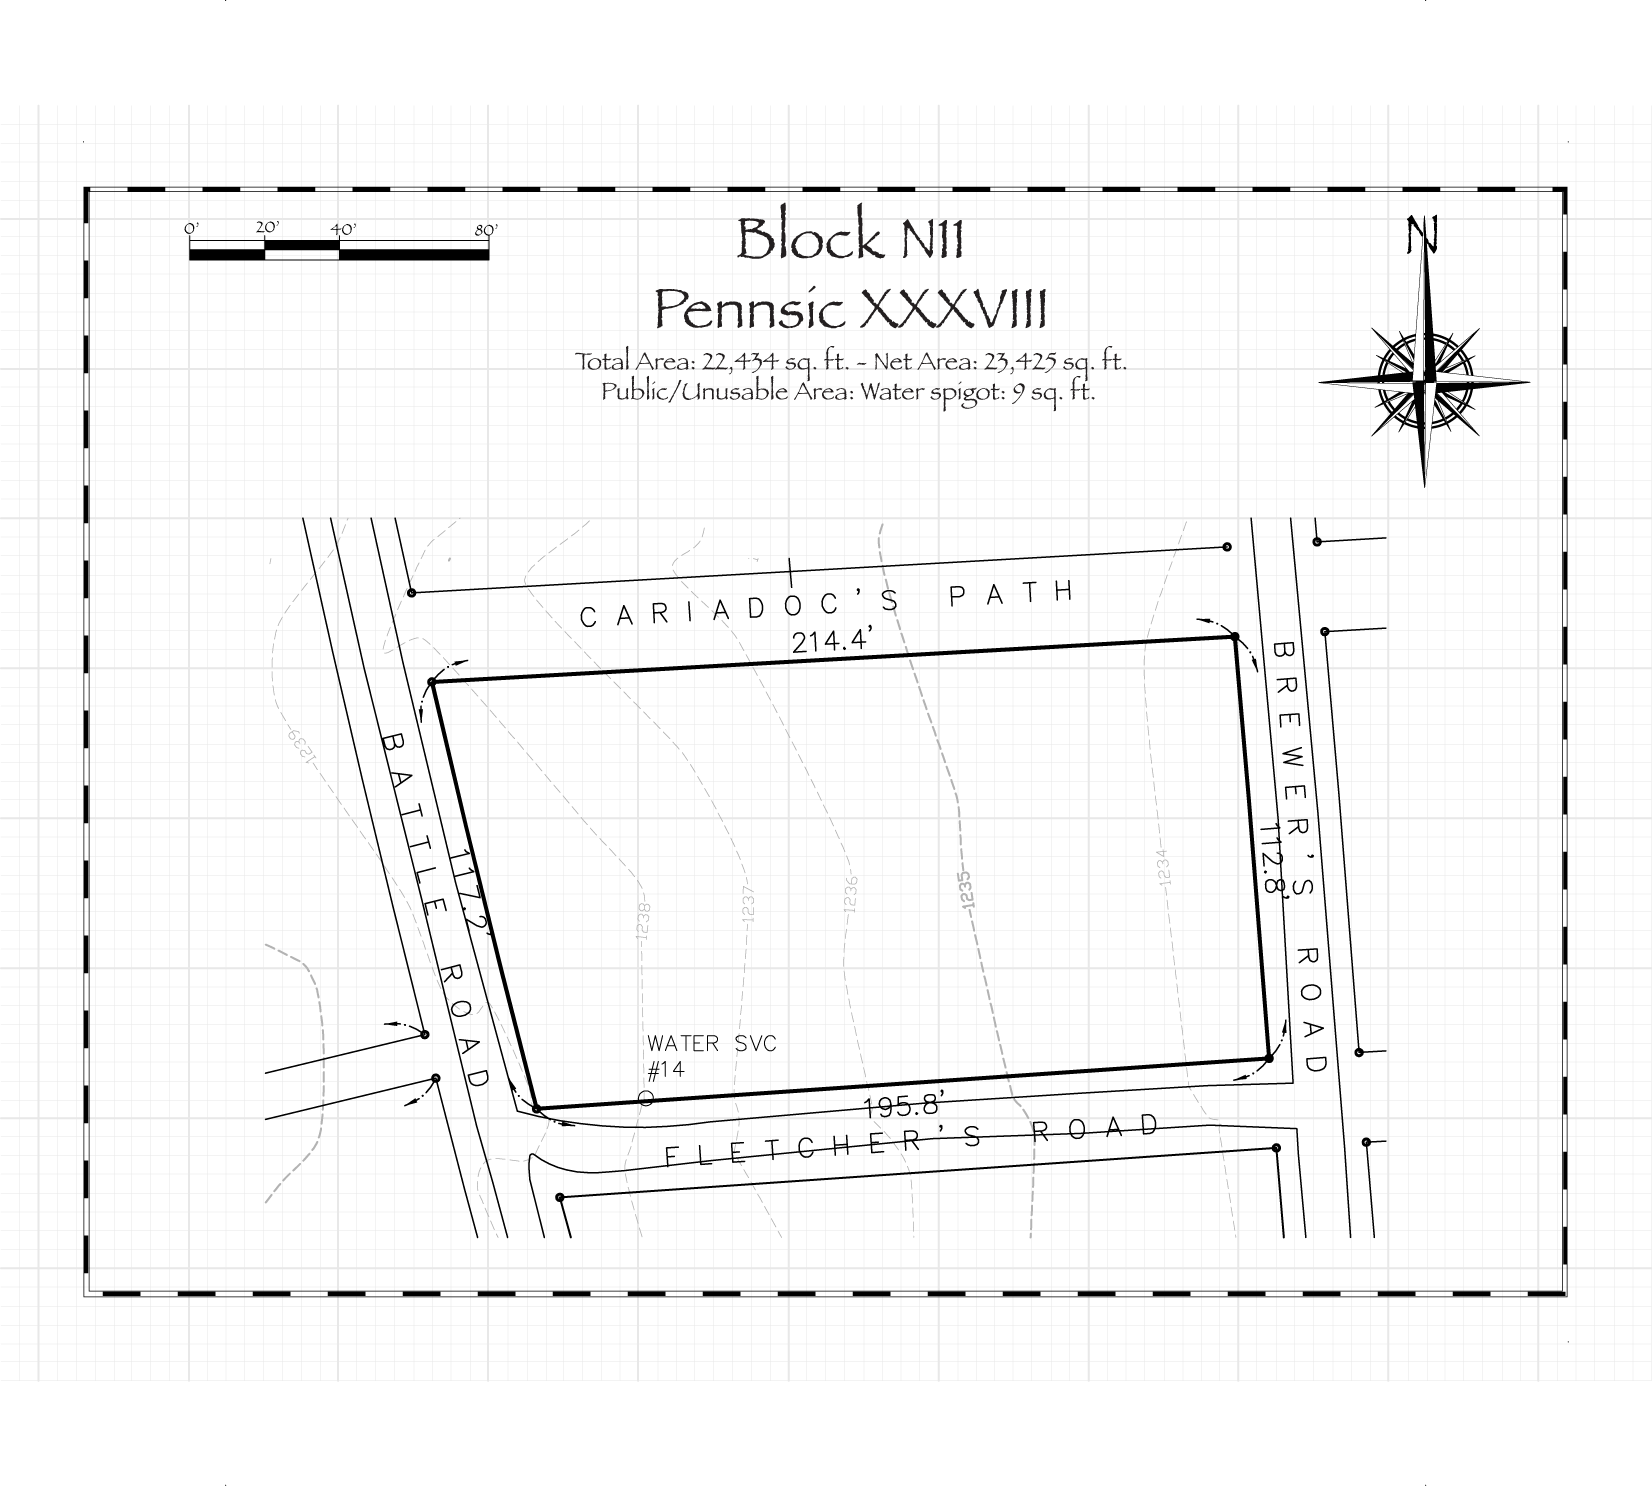 0' 20' 40' 80'
Block N11
Pennsic XXXVIII
Total Area: 22,434 sq. ft. - Net Area: 23,425 sq. ft.
Public/Unusable Area: Water spigot: 9 sq. ft.
N
CARIADOC'S PATH
214.4'
BREWER'S ROAD
112.8'
BATTLE ROAD
117.2'
1239
1238
1237
1236
1235
1234
WATER SVC
#14
195.8'
FLETCHER'S ROAD